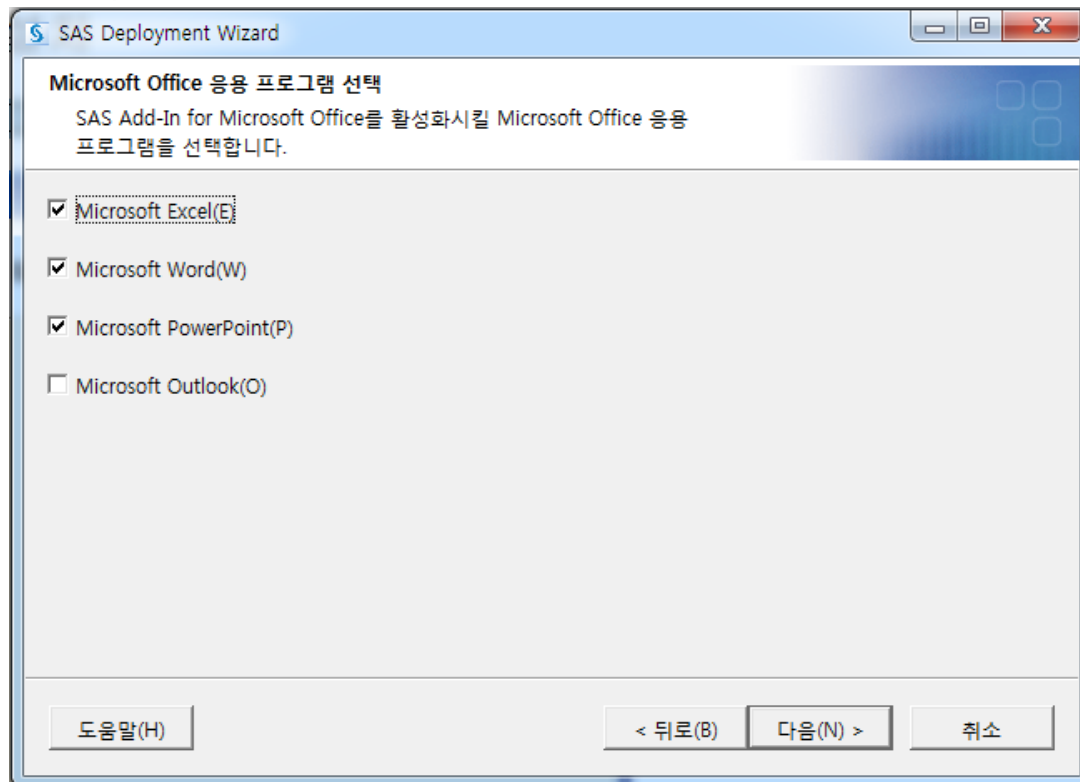 SAS Deployment Wizard
Microsoft Office 응용 프로그램 선택
SAS Add-In for Microsoft Office를 활성화시킬 Microsoft Office 응용
프로그램을 선택합니다.
Microsoft Excel(E)
Microsoft Word(W)
Microsoft PowerPoint(P)
Microsoft Outlook(O)
도움말(H)
< 뒤로(B)
다음(N) >
취소